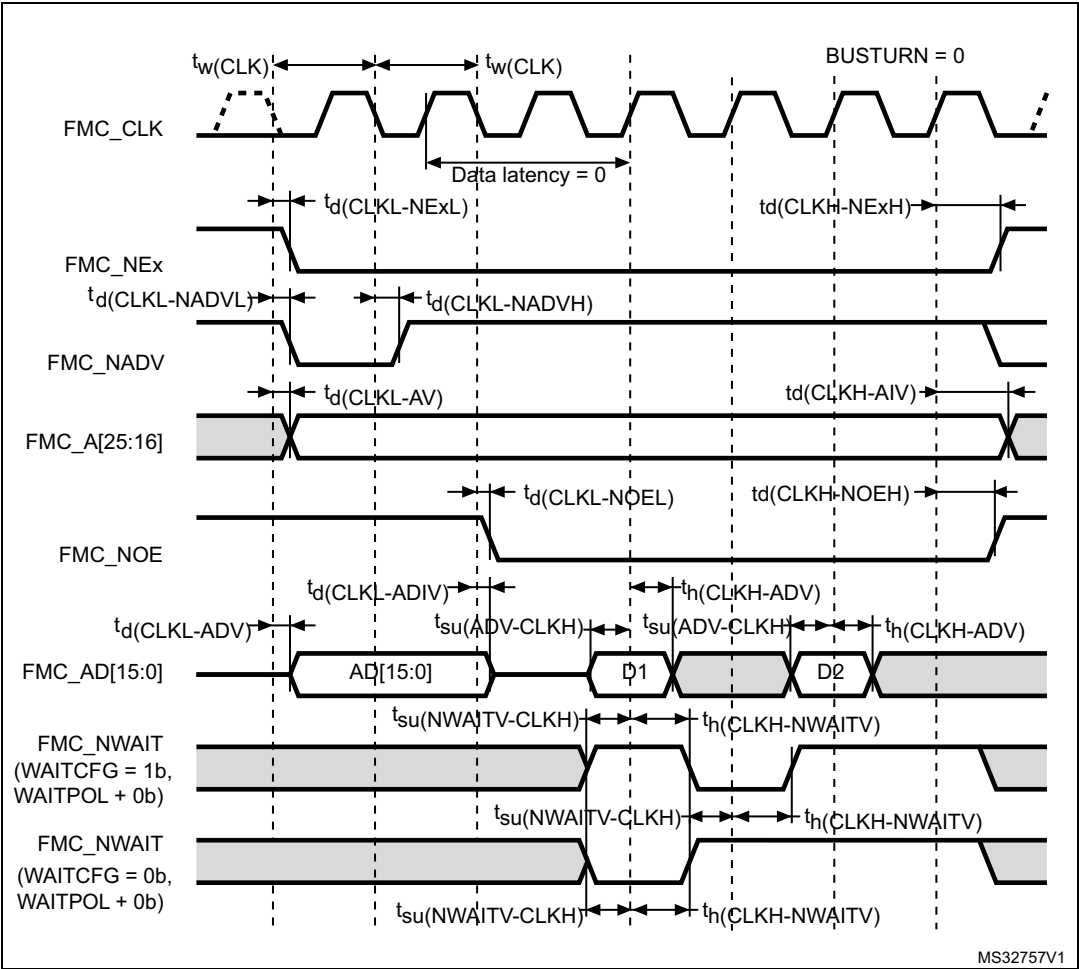 tw(CLK) tw(CLK) BUSTURN = 0
FMC_CLK
Data latency = 0
td(CLKL-NExL) td(CLKH-NExH)
FMC_NEx
td(CLKL-NADVL) td(CLKL-NADVH)
FMC_NADV
td(CLKL-AV) td(CLKH-AIV)
FMC_A[25:16]
td(CLKL-NOEL) td(CLKH-NOEH)
FMC_NOE
td(CLKL-ADIV) th(CLKH-ADV)
td(CLKL-ADV) tsu(ADV-CLKH) tsu(ADV-CLKH) th(CLKH-ADV)
FMC_AD[15:0] AD[15:0] D1 D2
tsu(NWAITV-CLKH) th(CLKH-NWAITV)
FMC_NWAIT
(WAITCFG = 1b,
WAITPOL + 0b)
tsu(NWAITV-CLKH) th(CLKH-NWAITV)
FMC_NWAIT
(WAITCFG = 0b,
WAITPOL + 0b)
tsu(NWAITV-CLKH) th(CLKH-NWAITV)
MS32757V1